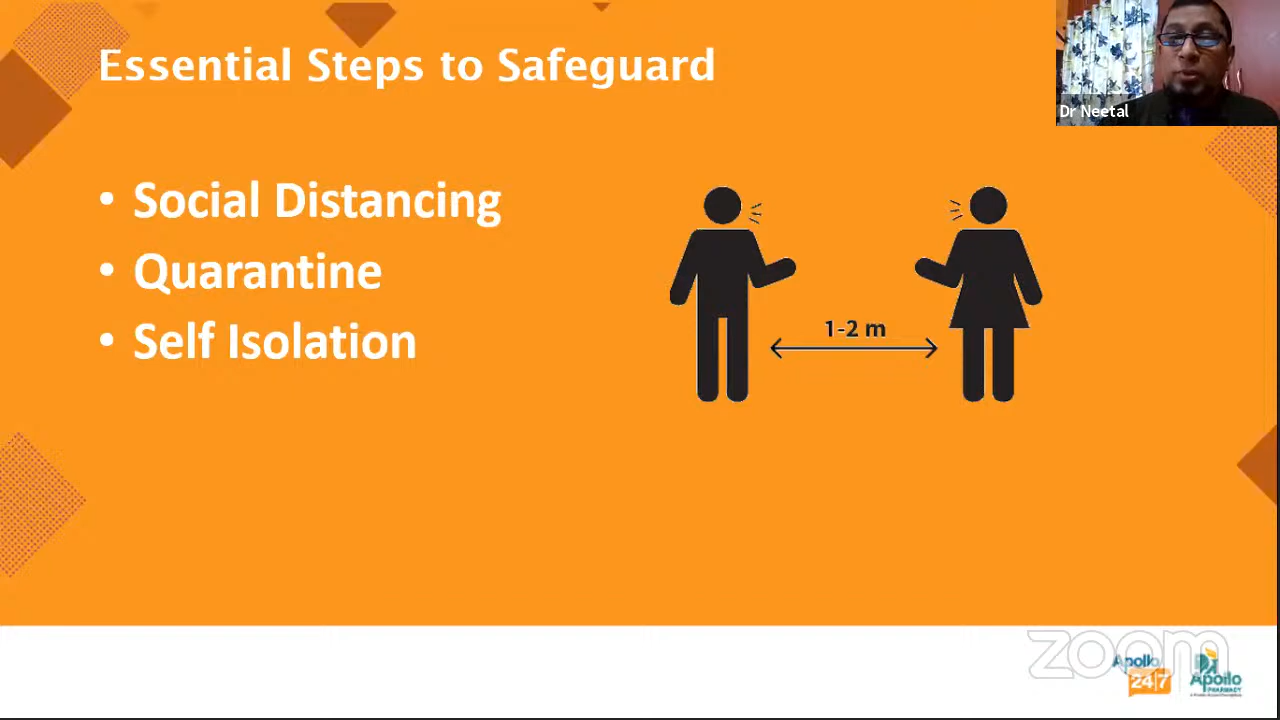 Essential Steps to Safeguard
Dr Neetal
• Social Distancing
• Quarantine
• Self Isolation
1-2 m
zoom
Apollo
24|7
Apollo
PHARMACY